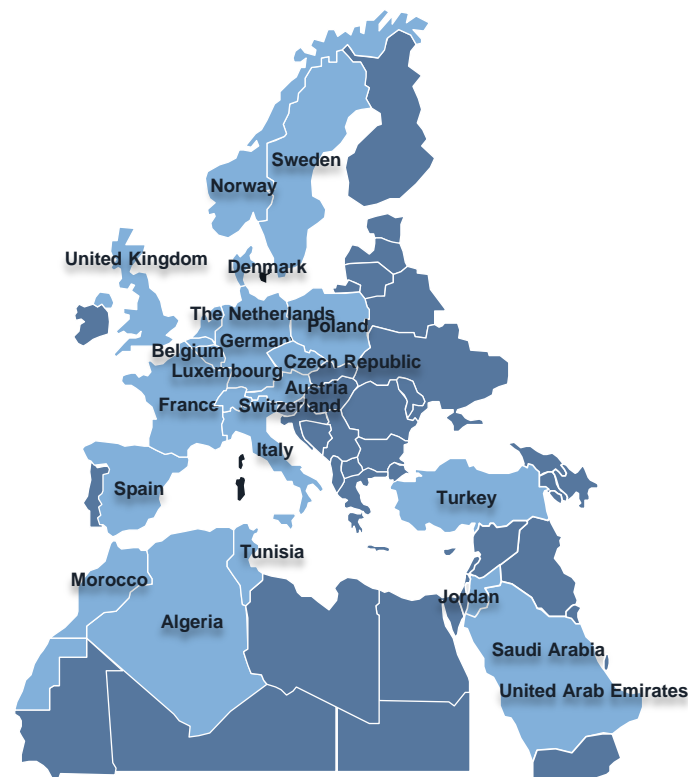 Sweden
Norway
United Kingdom
Denmark
The Netherlands
Poland
German
Belgium
Czech Republic
Luxembourg
Austria
France
Switzerland
Italy
Spain
Turkey
Tunisia
Morocco
Jordan
Algeria
Saudi Arabia
United Arab Emirates